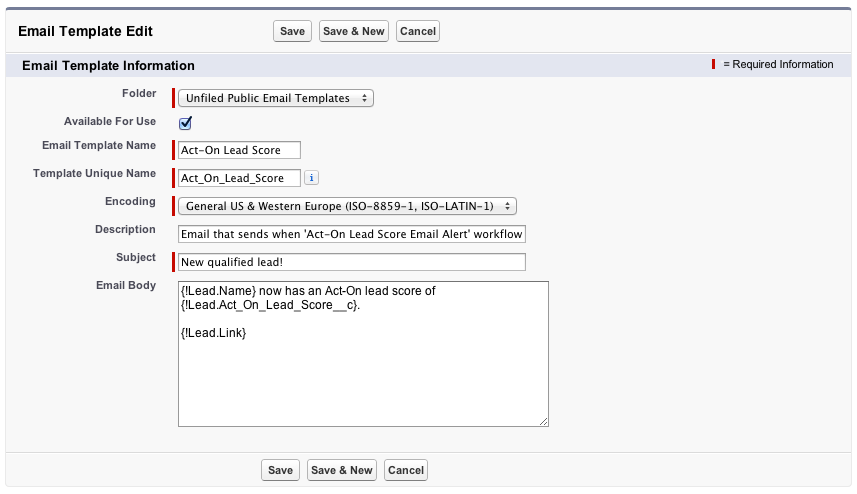 Email Template Edit Save Save & New Cancel
Email Template Information = Required Information
Folder Unfiled Public Email Templates
Available For Use
Email Template Name Act-On Lead Score
Template Unique Name Act_On_Lead_Score i
Encoding General US & Western Europe (ISO-8859-1, ISO-LATIN-1)
Description Email that sends when 'Act-On Lead Score Email Alert' workflow
Subject New qualified lead!
Email Body {!Lead.Name} now has an Act-On lead score of
{!Lead.Act_On_Lead_Score__c}.
{!Lead.Link}
Save Save & New Cancel